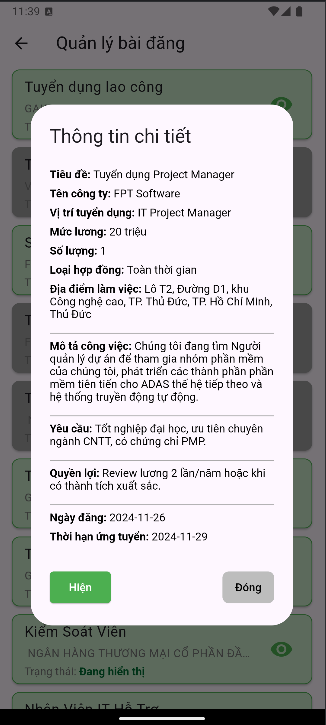 11:39
Quản lý bài đăng
Tuyển dụng lao công
Thông tin chi tiết
Tiêu đề: Tuyển dụng Project Manager
Tên công ty: FPT Software
Vị trí tuyển dụng: IT Project Manager
Mức lương: 20 triệu
Số lượng: 1
Loại hợp đồng: Toàn thời gian
Địa điểm làm việc: Lô T2, Đường D1, khu
Công nghệ cao, TP. Thủ Đức, TP. Hồ Chí Minh,
Thủ Đức
Mô tả công việc: Chúng tôi đang tìm Người
quản lý dự án để tham gia nhóm phần mềm
của chúng tôi, phát triển các thành phần phần
mềm tiên tiến cho ADAS thế hệ tiếp theo và
hệ thống truyền động tự động.
Yêu cầu: Tốt nghiệp đại học, ưu tiên chuyên
ngành CNTT, có chứng chỉ PMP.
Quyền lợi: Review lương 2 lần/năm hoặc khi
có thành tích xuất sắc.
Ngày đăng: 2024-11-26
Thời hạn ứng tuyển: 2024-11-29
Hiện
Đóng
Kiểm Soát Viên
NGÂN HÀNG THƯƠNG MẠI CỔ PHẦN ĐẦ...
Trạng thái: Đang hiển thị
Nhân Viên IT Hỗ Trợ